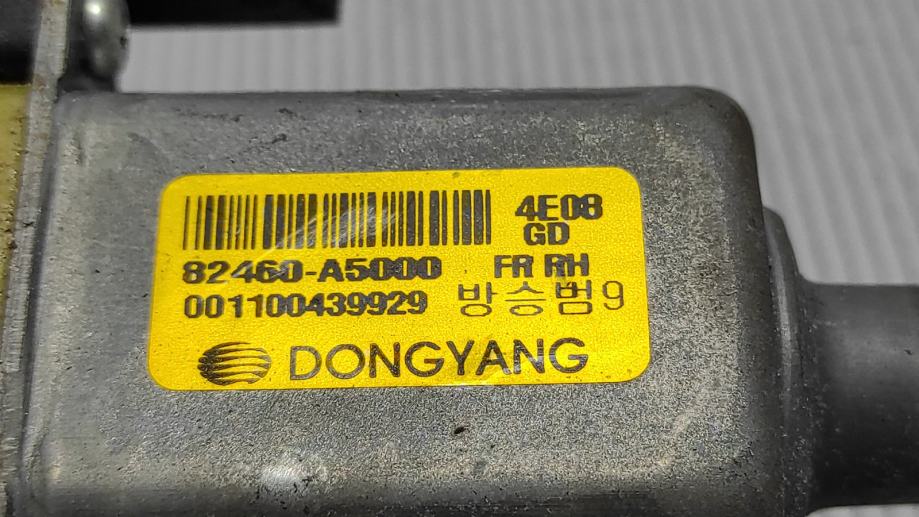 4E08
GD
82460-A5000 FR RH
001100439929 방승범9
DONGYANG